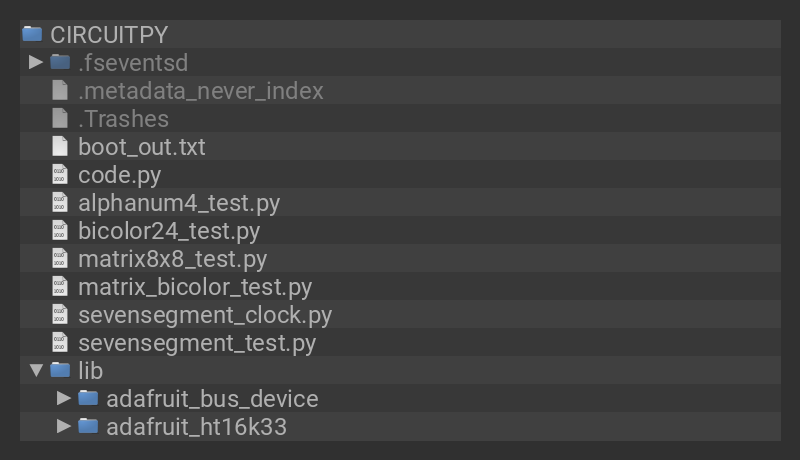 CIRCUITPY
.fseventsd
.metadata_never_index
.Trashes
boot_out.txt
code.py
alphanum4_test.py
bicolor24_test.py
matrix8x8_test.py
matrix_bicolor_test.py
sevensegment_clock.py
sevensegment_test.py
lib
adafruit_bus_device
adafruit_ht16k33